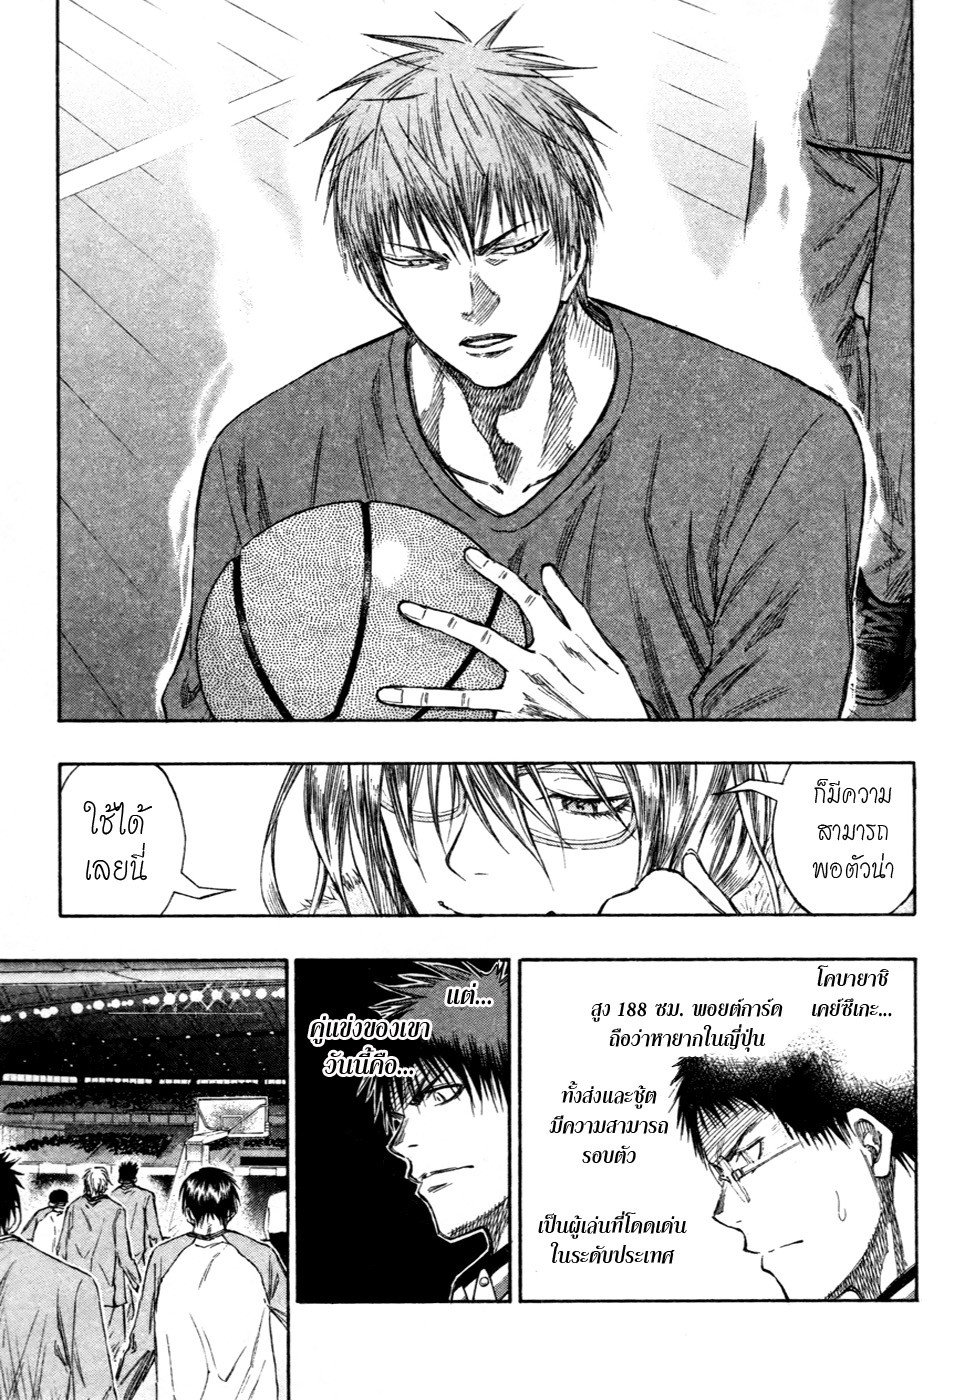 ก็มีความ
สามารถ
พอตัวน่า
ใช้ได้
เลยนี่
โคบายาชิ
เคย์ซึเกะ...
สูง 188 ซม. พอยต์การ์ด
ถือว่าหายากในญี่ปุ่น
ทั้งส่งและชู้ต
มีความสามารถ
รอบตัว
เป็นผู้เล่นที่โดดเด่น
ในระดับประเทศ
แต่...
คู่แข่งของเขา
วันนี้คือ...